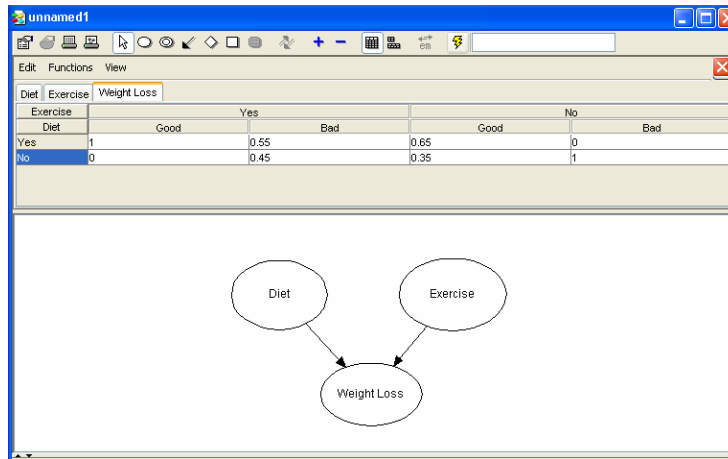 unnamed1
en
Edit Functions View
Diet Exercise Weight Loss
Exercise Yes No
Diet Good Bad Good Bad
Yes 1 0.55 0.65 0
No 0 0.45 0.35 1
Diet Exercise
Weight Loss